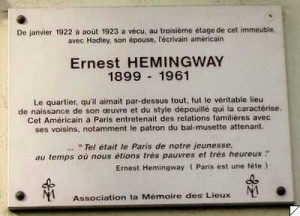 De janvier 1922 à août 1923 a vécu, au troisième étage de cet immeuble,
avec Hadley, son épouse, l'écrivain américain
Ernest HEMINGWAY
1899 - 1961
Le quartier, qu'il aimait par-dessus tout, fut le véritable lieu
de naissance de son œuvre et du style dépouillé qui la caractérise.
Cet Américain à Paris entretenait des relations familières avec
ses voisins, notamment le patron du bal-musette attenant.
... "Tel était le Paris de notre jeunesse,
au temps où nous étions très pauvres et très heureux."
Ernest Hemingway (Paris est une fête)
Association la Mémoire des Lieux